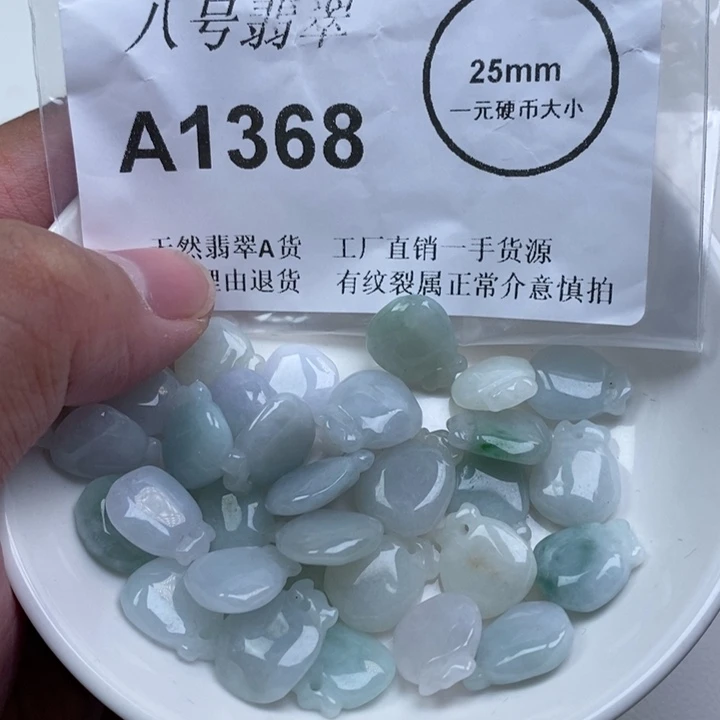 八号翡翠
A1368
25mm
一元硬币大小
天然翡翠A货 工厂直销一手货源
理由退货 有纹裂属正常介意慎拍